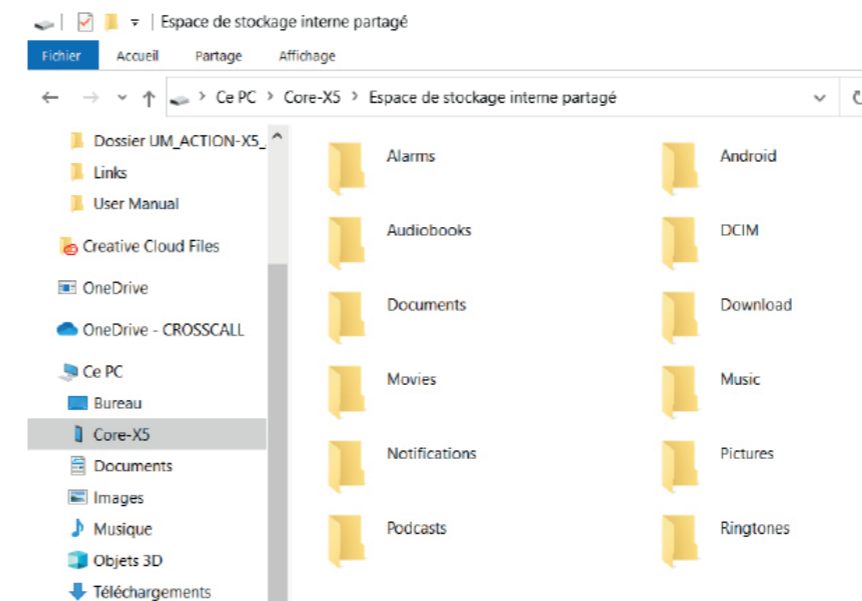 Espace de stockage interne partagé
Fichier Accueil Partage Affichage
Ce PC > Core-X5 > Espace de stockage interne partagé
Dossier UM_ACTION-X5_
Links
User Manual
Creative Cloud Files
OneDrive
OneDrive - CROSSCALL
Ce PC
Bureau
Core-X5
Documents
Images
Musique
Objets 3D
Téléchargements
Alarms Android
Audiobooks DCIM
Documents Download
Movies Music
Notifications Pictures
Podcasts Ringtones